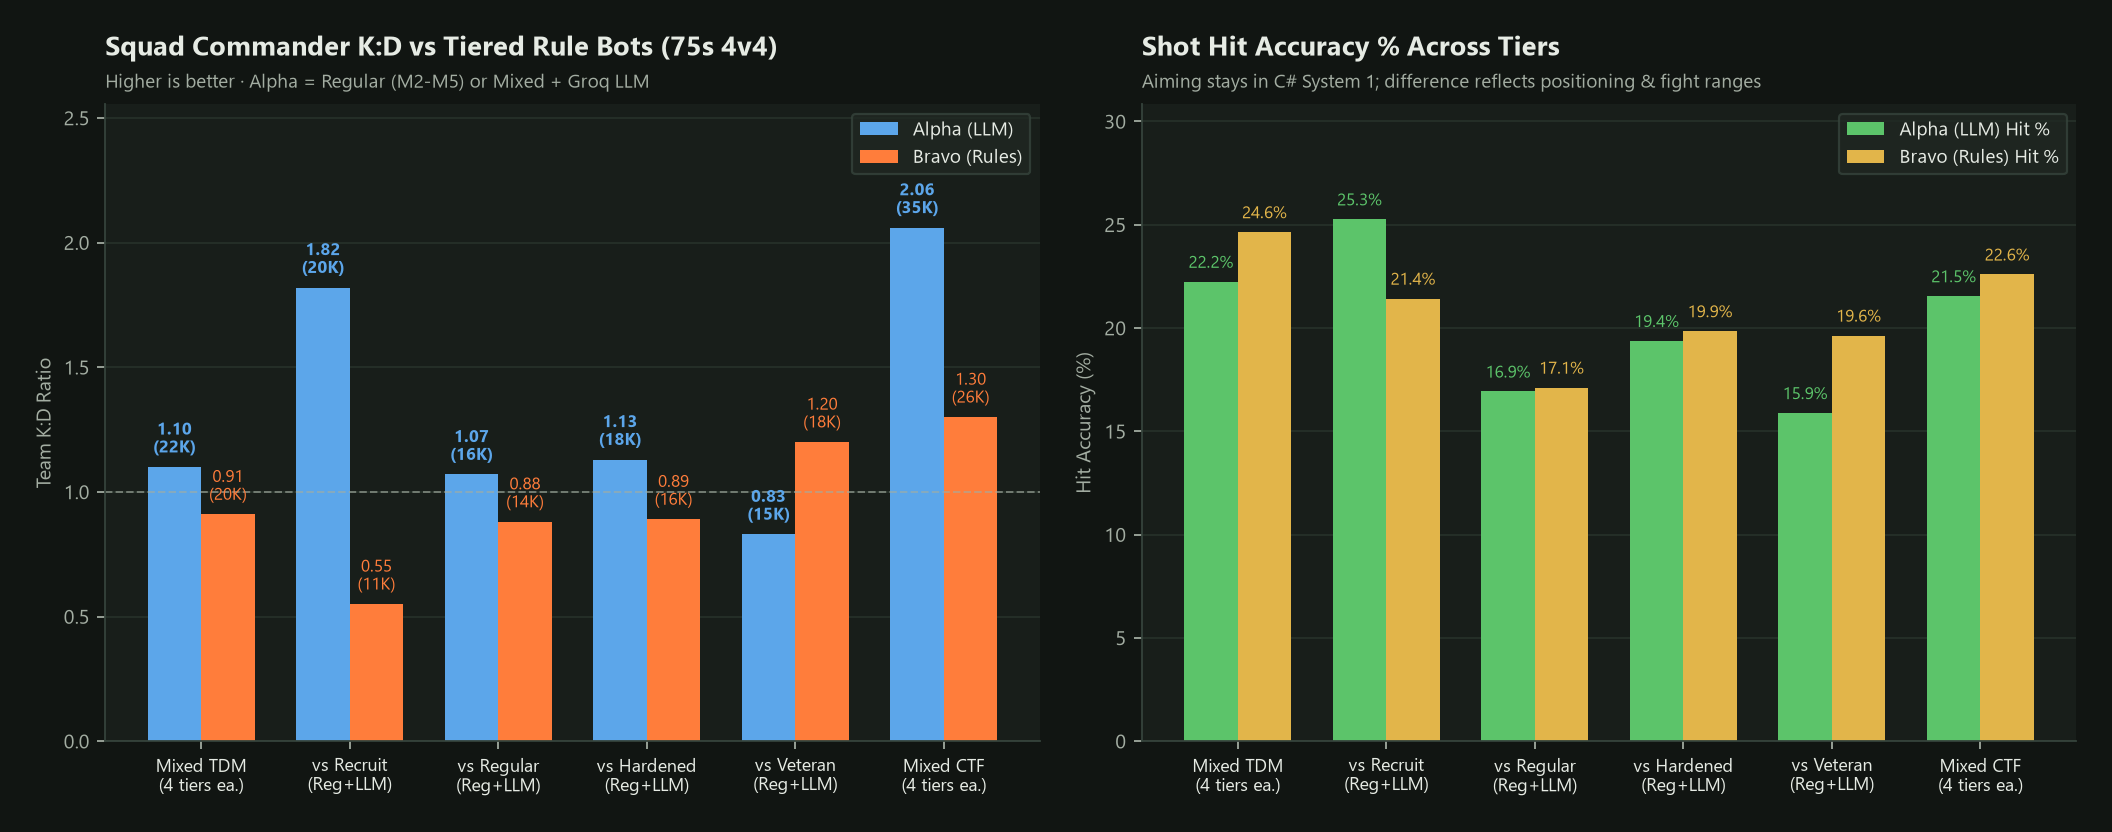 Squad Commander K:D vs Tiered Rule Bots (75s 4v4)
Higher is better · Alpha = Regular (M2-M5) or Mixed + Groq LLM
Team K:D Ratio
2.5
2.0
1.5
1.0
0.5
0.0
Alpha (LLM)
Bravo (Rules)
1.10
(22K)
0.91
(20K)
1.82
(20K)
0.55
(11K)
1.07
(16K)
0.88
(14K)
1.13
(18K)
0.89
(16K)
0.83
(15K)
1.20
(18K)
2.06
(35K)
1.30
(26K)
Mixed TDM
(4 tiers ea.)
vs Recruit
(Reg+LLM)
vs Regular
(Reg+LLM)
vs Hardened
(Reg+LLM)
vs Veteran
(Reg+LLM)
Mixed CTF
(4 tiers ea.)
Shot Hit Accuracy % Across Tiers
Aiming stays in C# System 1; difference reflects positioning & fight ranges
Hit Accuracy (%)
30
25
20
15
10
5
0
Alpha (LLM) Hit %
Bravo (Rules) Hit %
22.2%
24.6%
25.3%
21.4%
16.9%
17.1%
19.4%
19.9%
15.9%
19.6%
21.5%
22.6%
Mixed TDM
(4 tiers ea.)
vs Recruit
(Reg+LLM)
vs Regular
(Reg+LLM)
vs Hardened
(Reg+LLM)
vs Veteran
(Reg+LLM)
Mixed CTF
(4 tiers ea.)